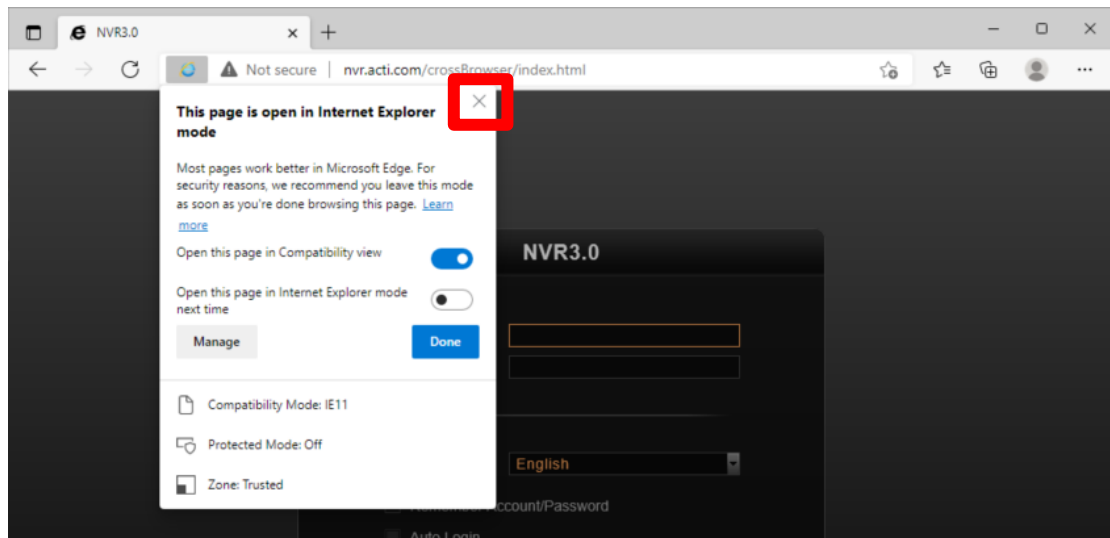 NVR3.0
Not secure | nvr.acti.com/crossBrowser/index.html
This page is open in Internet Explorer
mode
Most pages work better in Microsoft Edge. For
security reasons, we recommend you leave this mode
as soon as you're done browsing this page. Learn
more
Open this page in Compatibility view
Open this page in Internet Explorer mode
next time
Manage
Done
Compatibility Mode: IE11
Protected Mode: Off
Zone: Trusted
NVR3.0
English
Account/Password
Auto Login